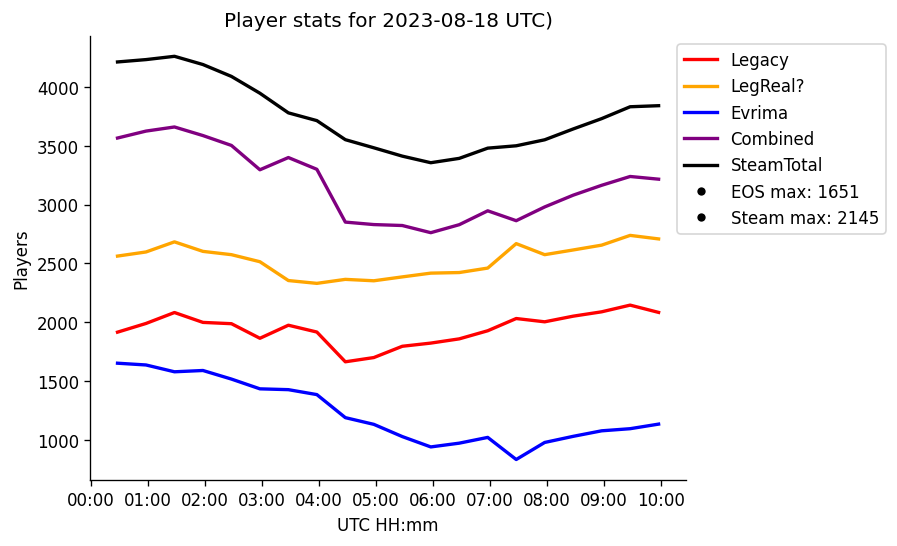 Player stats for 2023-08-18 UTC)
Players
4000
3500
3000
2500
2000
1500
1000
00:00 01:00 02:00 03:00 04:00 05:00 06:00 07:00 08:00 09:00 10:00
UTC HH:mm
Legacy
LegReal?
Evrima
Combined
SteamTotal
EOS max: 1651
Steam max: 2145